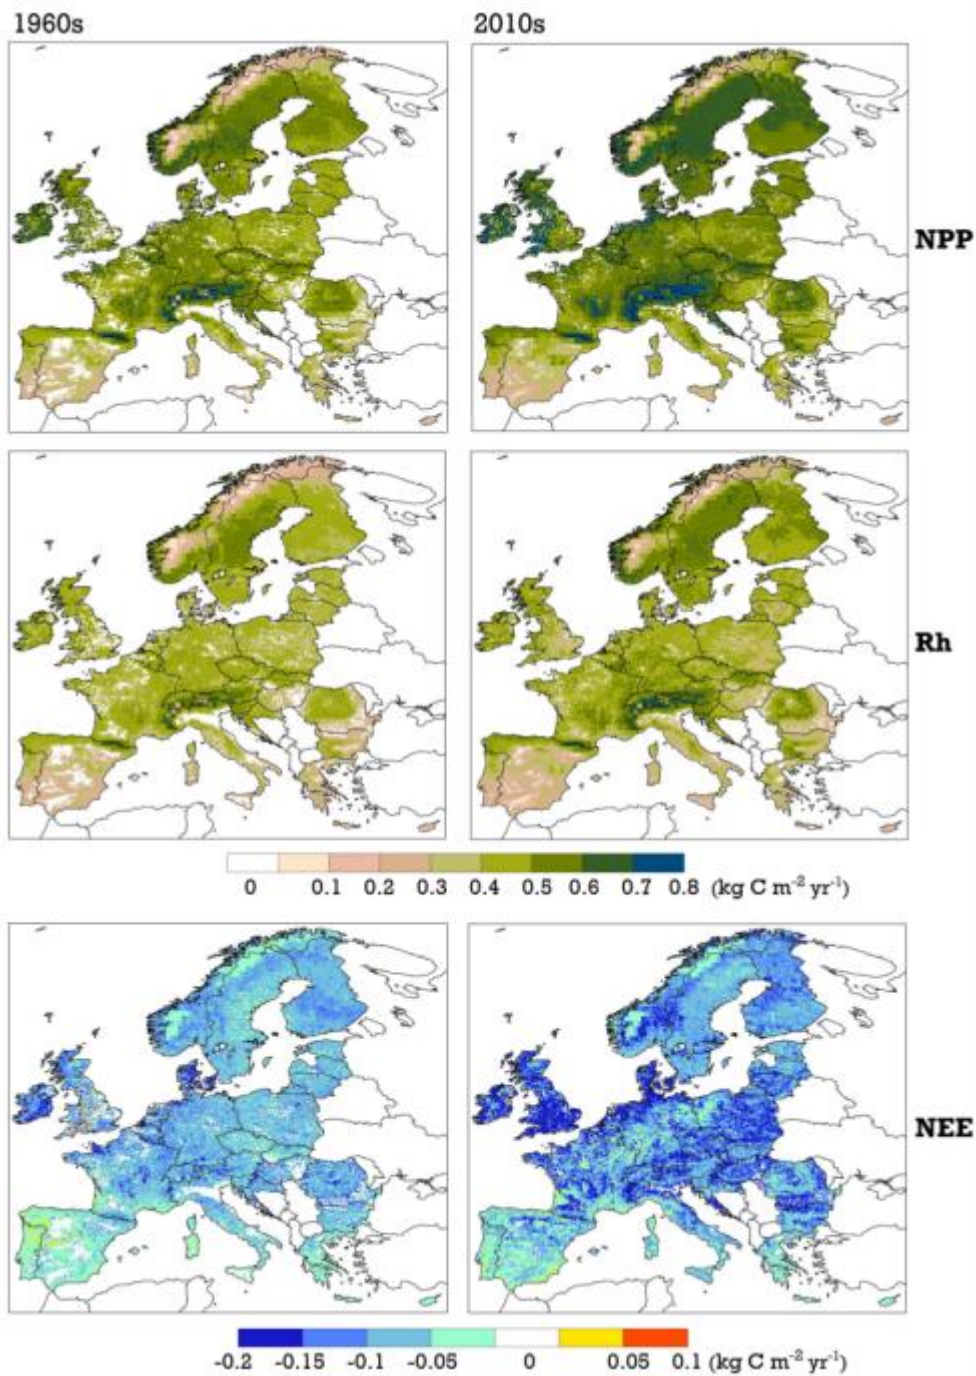 1960s 2010s
NPP
Rh
0 0.1 0.2 0.3 0.4 0.5 0.6 0.7 0.8 (kg C m⁻² yr⁻¹)
NEE
-0.2 -0.15 -0.1 -0.05 0 0.05 0.1 (kg C m⁻² yr⁻¹)